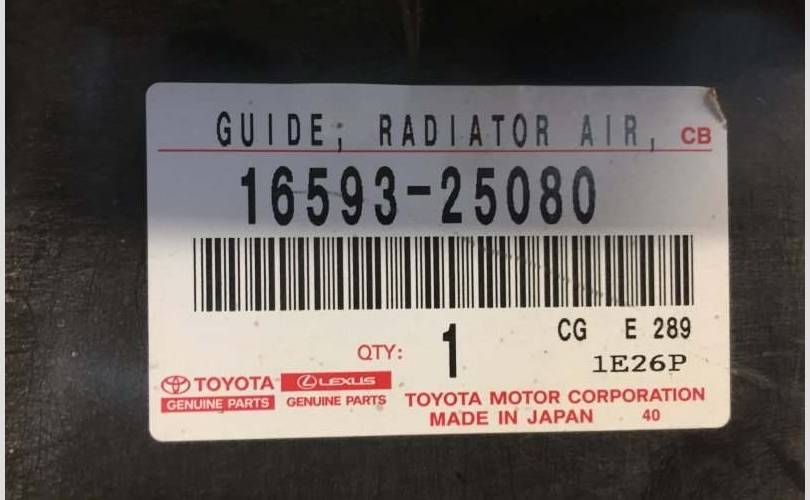 GUIDE; RADIATOR AIR, CB
16593-25080
CG E 289
QTY: 1
1E26P
TOYOTA LEXUS
GENUINE PARTS GENUINE PARTS
TOYOTA MOTOR CORPORATION
MADE IN JAPAN 40